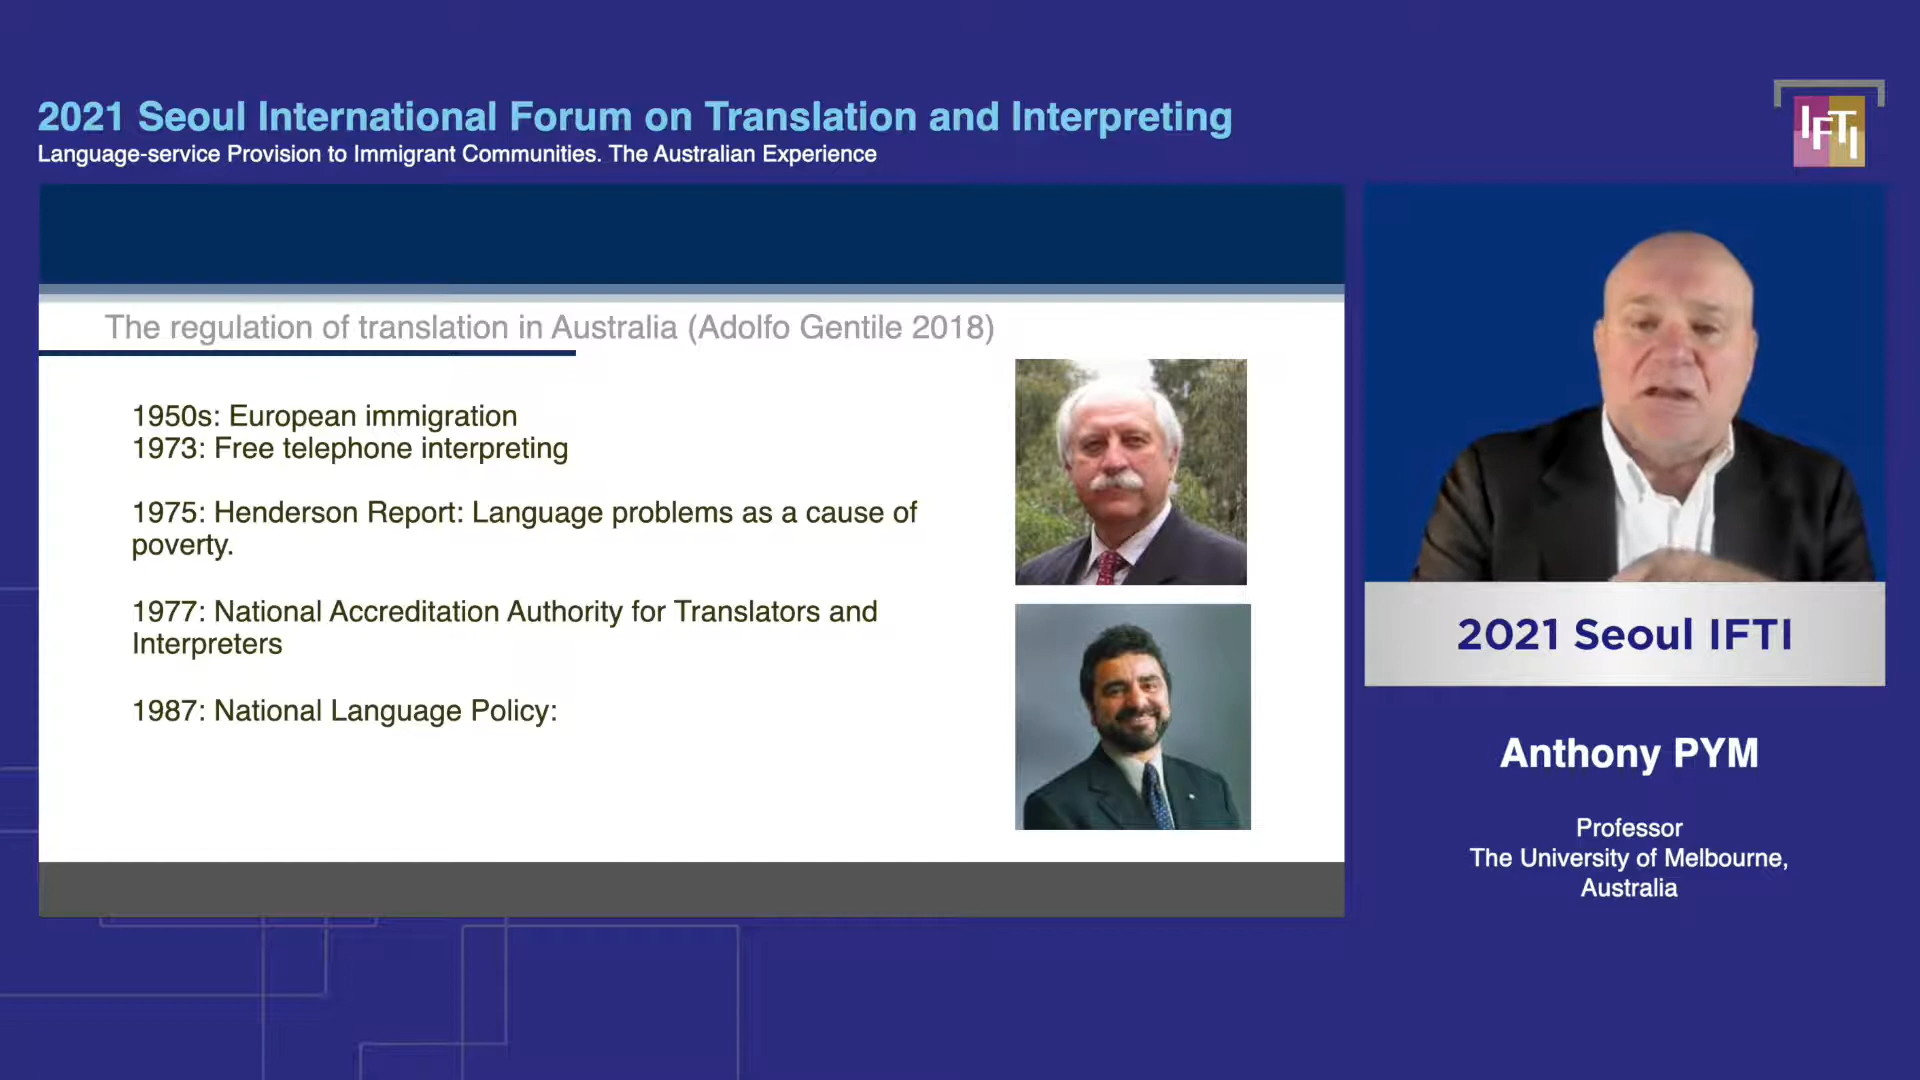 2021 Seoul International Forum on Translation and Interpreting
Language-service Provision to Immigrant Communities. The Australian Experience
IFTI
The regulation of translation in Australia (Adolfo Gentile 2018)
1950s: European immigration
1973: Free telephone interpreting
1975: Henderson Report: Language problems as a cause of
poverty.
1977: National Accreditation Authority for Translators and
Interpreters
1987: National Language Policy:
2021 Seoul IFTI
Anthony PYM
Professor
The University of Melbourne,
Australia